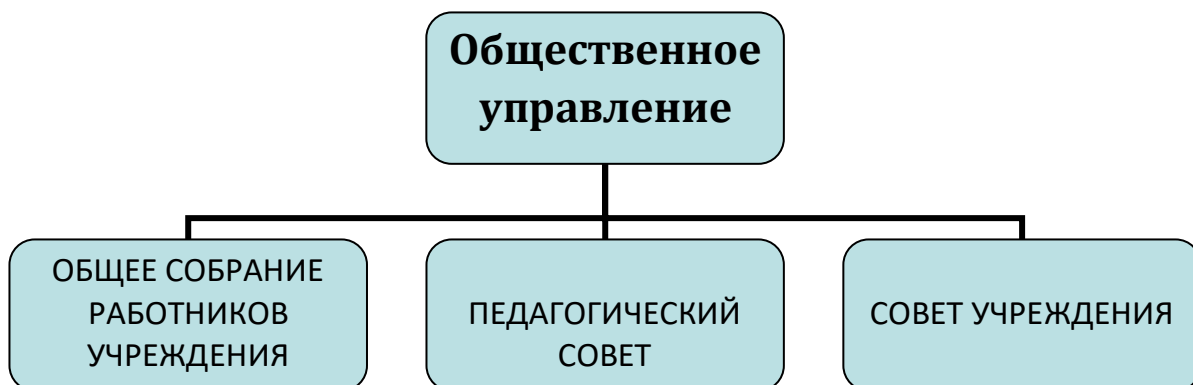 Общественное
управление
ОБЩЕЕ СОБРАНИЕ
РАБОТНИКОВ
УЧРЕЖДЕНИЯ
ПЕДАГОГИЧЕСКИЙ
СОВЕТ
СОВЕТ УЧРЕЖДЕНИЯ